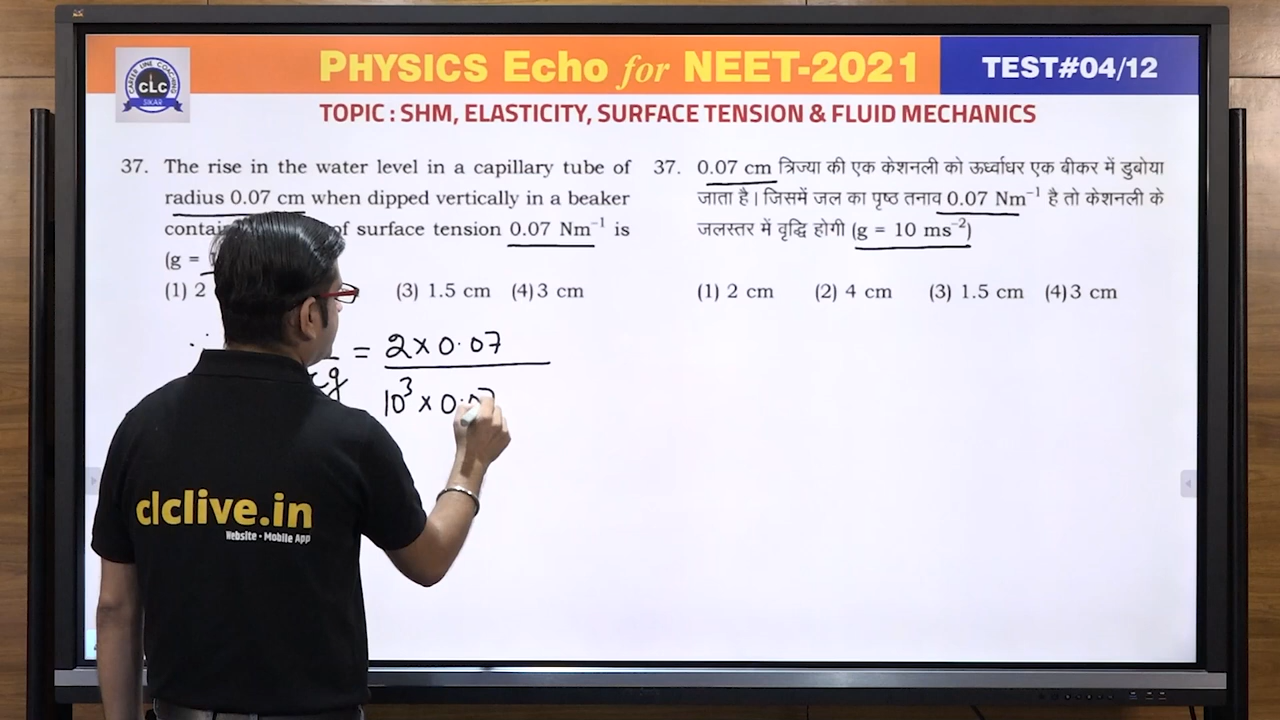 PHYSICS Echo for NEET-2021
TEST#04/12
CAREER LINE COACHING
CLC
SIKAR
TOPIC : SHM, ELASTICITY, SURFACE TENSION & FLUID MECHANICS
37. The rise in the water level in a capillary tube of
radius 0.07 cm when dipped vertically in a beaker
of surface tension 0.07 Nm⁻¹ is
(g =
(1) 2 (3) 1.5 cm (4) 3 cm
37. 0.07 cm त्रिज्या की एक केशनली को ऊर्ध्वाधर एक बीकर में डुबोया
जाता है। जिसमें जल का पृष्ठ तनाव 0.07 Nm⁻¹ है तो केशनली के
जलस्तर में वृद्धि होगी (g = 10 ms⁻²)
(1) 2 cm (2) 4 cm (3) 1.5 cm (4) 3 cm
= 2 × 0.07
10³ × 0.07
clclive.in
Website • Mobile App